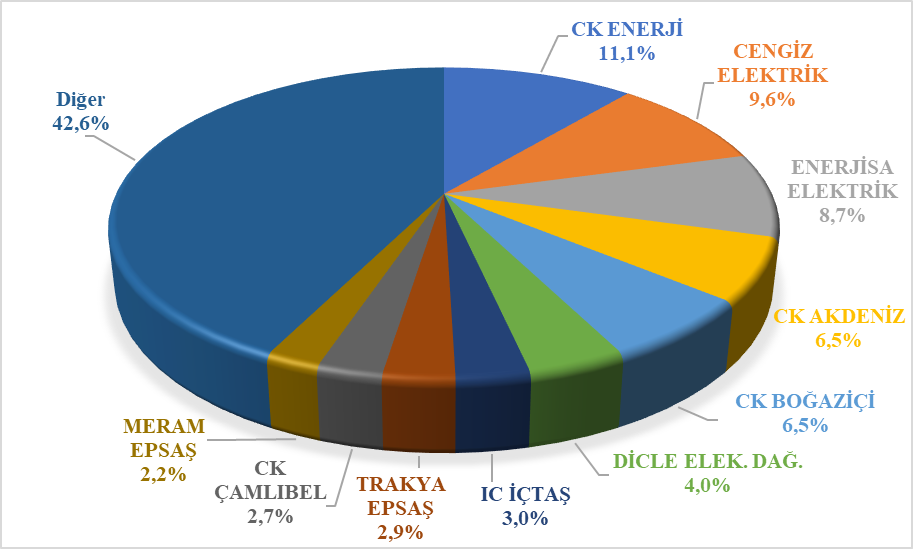 CK ENERJİ
11,1%
CENGİZ
ELEKTRİK
9,6%
ENERJİSA
ELEKTRİK
8,7%
CK AKDENİZ
6,5%
CK BOĞAZİÇİ
6,5%
DİCLE ELEK. DAĞ.
4,0%
IC İÇTAŞ
3,0%
TRAKYA
EPSAŞ
2,9%
CK
ÇAMLIBEL
2,7%
MERAM
EPSAŞ
2,2%
Diğer
42,6%